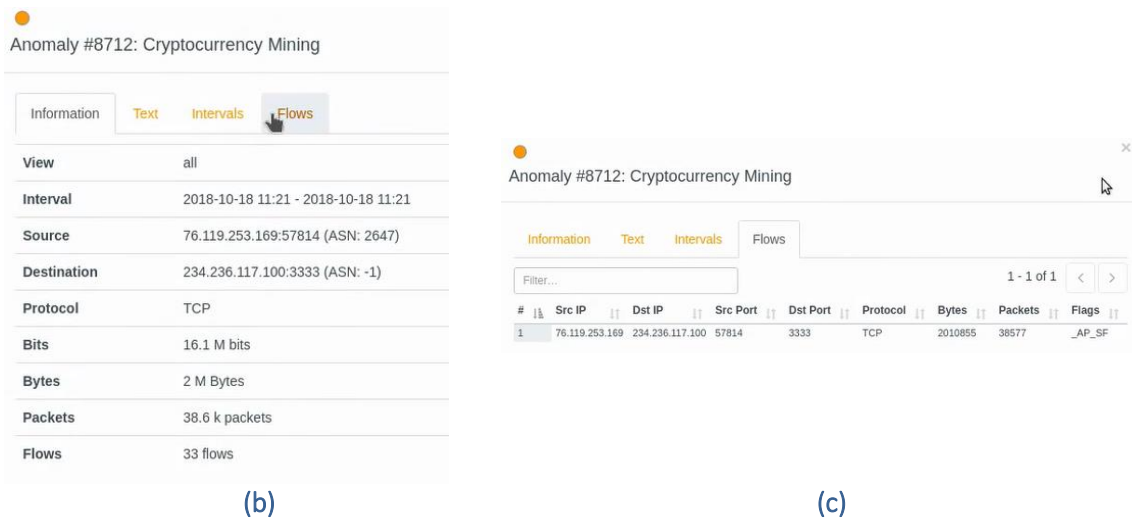 Anomaly #8712: Cryptocurrency Mining
Information Text Intervals Flows
View all
Interval 2018-10-18 11:21 - 2018-10-18 11:21
Source 76.119.253.169:57814 (ASN: 2647)
Destination 234.236.117.100:3333 (ASN: -1)
Protocol TCP
Bits 16.1 M bits
Bytes 2 M Bytes
Packets 38.6 k packets
Flows 33 flows
(b)
×
Anomaly #8712: Cryptocurrency Mining
Information Text Intervals Flows
Filter... 1 - 1 of 1 < >
# Src IP Dst IP Src Port Dst Port Protocol Bytes Packets Flags
1 76.119.253.169 234.236.117.100 57814 3333 TCP 2010855 38577 _AP_SF
(c)